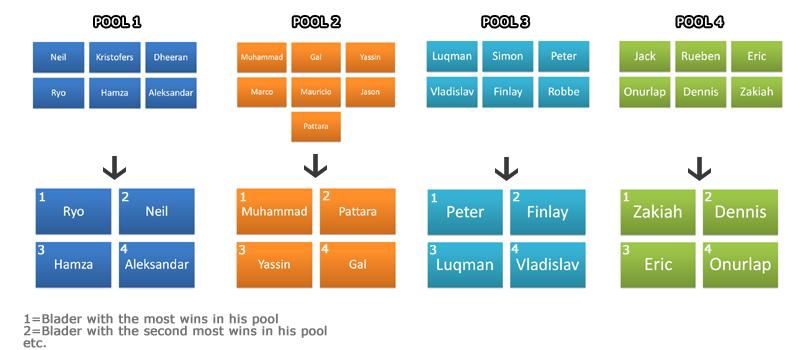 POOL 1
POOL 2
POOL 3
POOL 4
Neil Kristofers Dheeran
Ryo Hamza Aleksandar
Muhammad Gal Yassin
Marco Mauricio Jason
Pattara
Luqman Simon Peter
Vladislav Finlay Robbe
Jack Rueben Eric
Onurlap Dennis Zakiah
1 Ryo 2 Neil
3 Hamza 4 Aleksandar
1 Muhammad 2 Pattara
3 Yassin 4 Gal
1 Peter 2 Finlay
3 Luqman 4 Vladislav
1 Zakiah 2 Dennis
3 Eric 4 Onurlap
1=Blader with the most wins in his pool
2=Blader with the second most wins in his pool
etc.